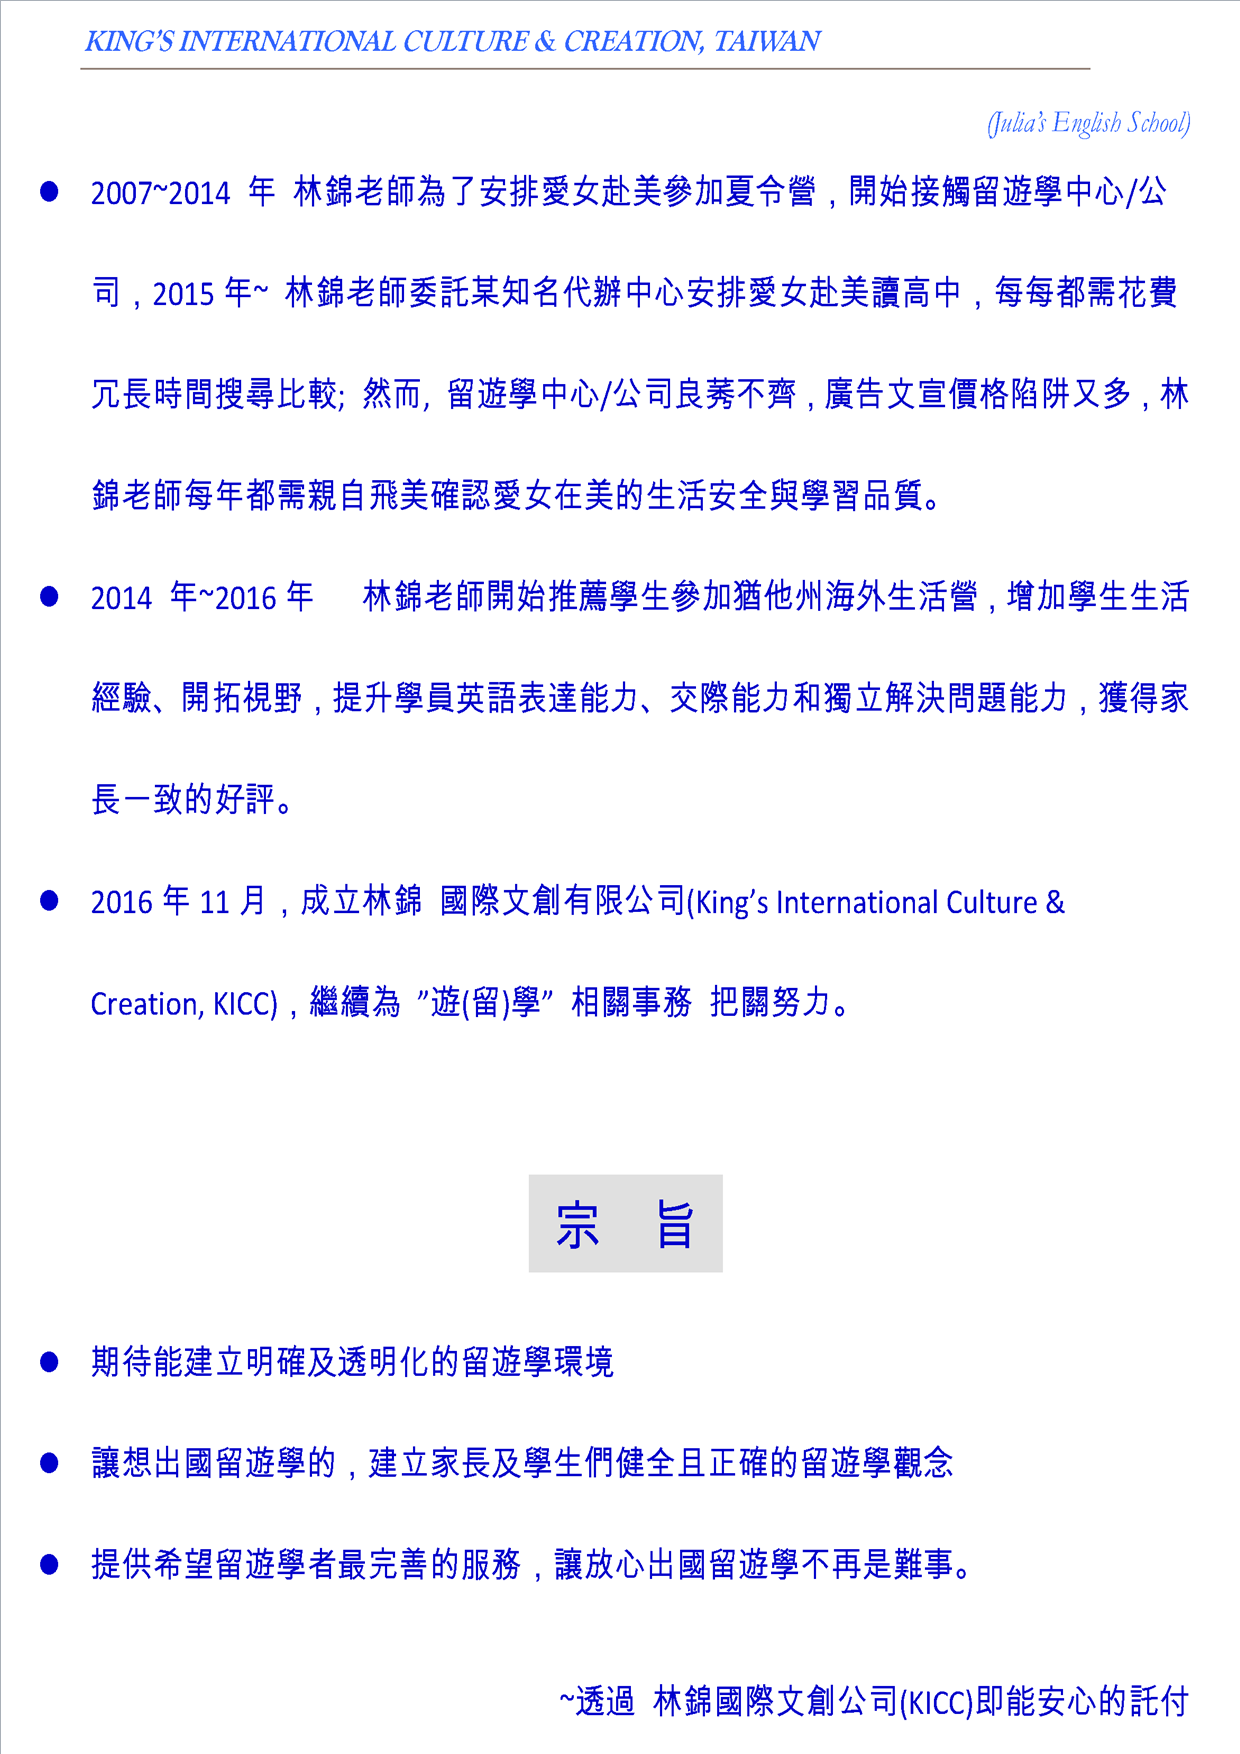 KING'S INTERNATIONAL CULTURE & CREATION, TAIWAN
(Julia's English School)
● 2007~2014 年 林錦老師為了安排愛女赴美參加夏令營，開始接觸留遊學中心/公
司，2015 年~ 林錦老師委託某知名代辦中心安排愛女赴美讀高中，每每都需花費
冗長時間搜尋比較; 然而, 留遊學中心/公司良莠不齊，廣告文宣價格陷阱又多，林
錦老師每年都需親自飛美確認愛女在美的生活安全與學習品質。
● 2014 年~2016 年 林錦老師開始推薦學生參加猶他州海外生活營，增加學生生活
經驗、開拓視野，提升學員英語表達能力、交際能力和獨立解決問題能力，獲得家
長一致的好評。
● 2016 年 11 月，成立林錦 國際文創有限公司(King's International Culture &
Creation, KICC)，繼續為 "遊(留)學" 相關事務 把關努力。
宗 旨
● 期待能建立明確及透明化的留遊學環境
● 讓想出國留遊學的，建立家長及學生們健全且正確的留遊學觀念
● 提供希望留遊學者最完善的服務，讓放心出國留遊學不再是難事。
~透過 林錦國際文創公司(KICC)即能安心的託付